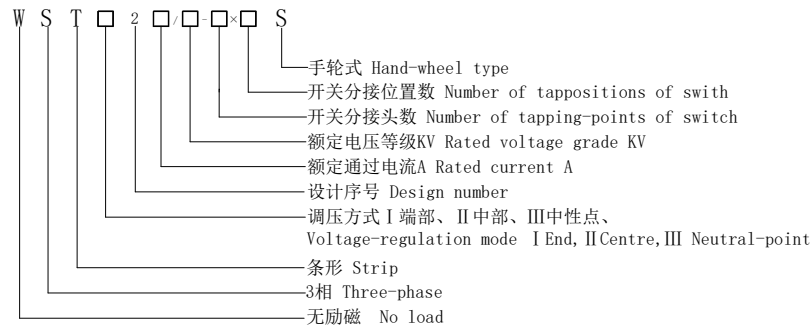 W S T □ 2 □/□-□×□ S
手轮式 Hand-wheel type
开关分接位置数 Number of tappositions of swith
开关分接头数 Number of tapping-points of switch
额定电压等级KV Rated voltage grade KV
额定通过电流A Rated current A
设计序号 Design number
调压方式Ⅰ端部、Ⅱ中部、Ⅲ中性点、
Voltage-regulation mode ⅠEnd,ⅡCentre,Ⅲ Neutral-point
条形 Strip
3相 Three-phase
无励磁 No load